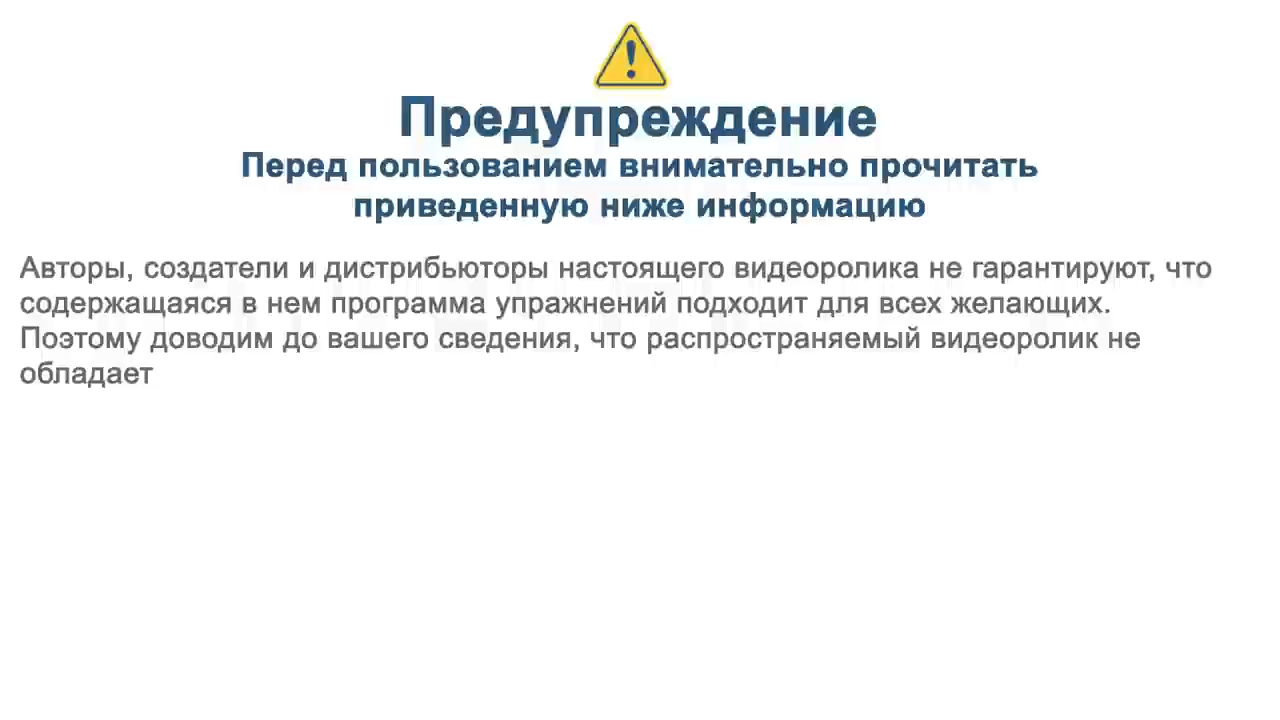 Предупреждение
Перед пользованием внимательно прочитать
приведенную ниже информацию
Авторы, создатели и дистрибьюторы настоящего видеоролика не гарантируют, что
содержащаяся в нем программа упражнений подходит для всех желающих.
Поэтому доводим до вашего сведения, что распространяемый видеоролик не
обладает